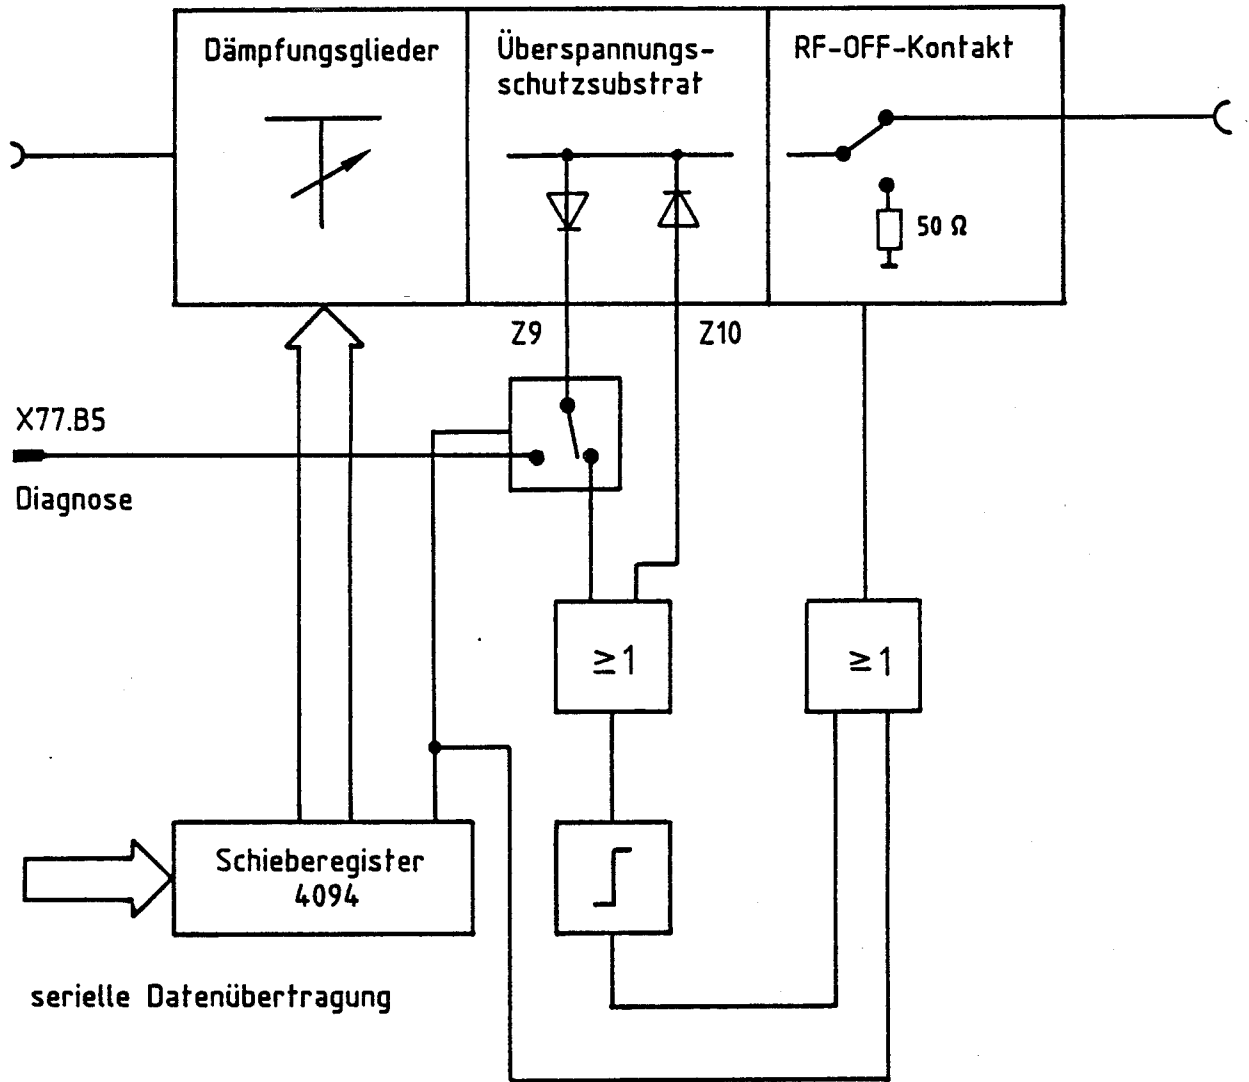 Dämpfungsglieder
Überspannungs-
schutzsubstrat
RF-OFF-Kontakt
50 Ω
Z9
Z10
X77.B5
Diagnose
≥1
≥1
Schieberegister
4094
serielle Datenübertragung